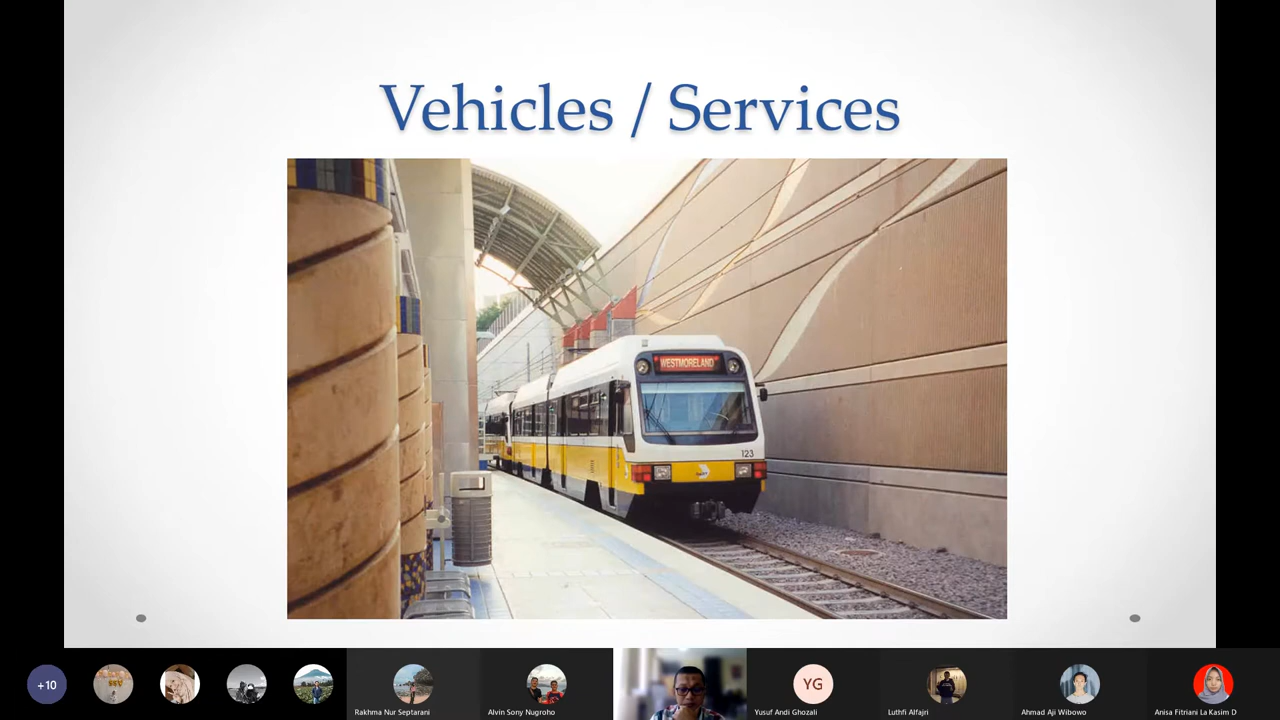 Vehicles / Services
WESTMORELAND
123
+10
Rakhma Nur Septarani
Alvin Sony Nugroho
YG
Yusuf Andi Ghozali
Luthfi Alfajri
Ahmad Aji Wibowo
Anisa Fitriani La Kasim D